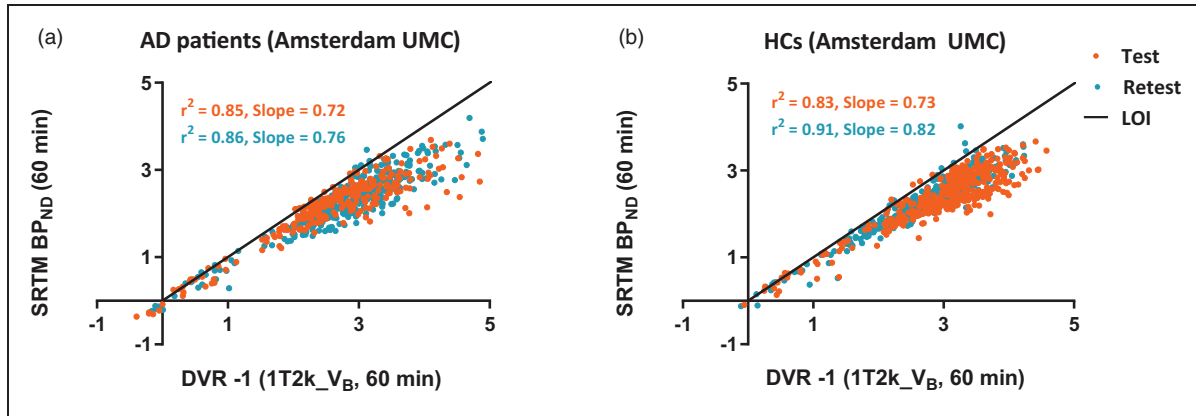 (a)
AD patients (Amsterdam UMC)
r² = 0.85, Slope = 0.72
r² = 0.86, Slope = 0.76
SRTM BP_ND (60 min)
5
3
1
-1
-1
1
3
5
DVR -1 (1T2k_V_B, 60 min)
(b)
HCs (Amsterdam UMC)
r² = 0.83, Slope = 0.73
r² = 0.91, Slope = 0.82
SRTM BP_ND (60 min)
5
3
1
-1
-1
1
3
5
DVR -1 (1T2k_V_B, 60 min)
Test
Retest
LOI